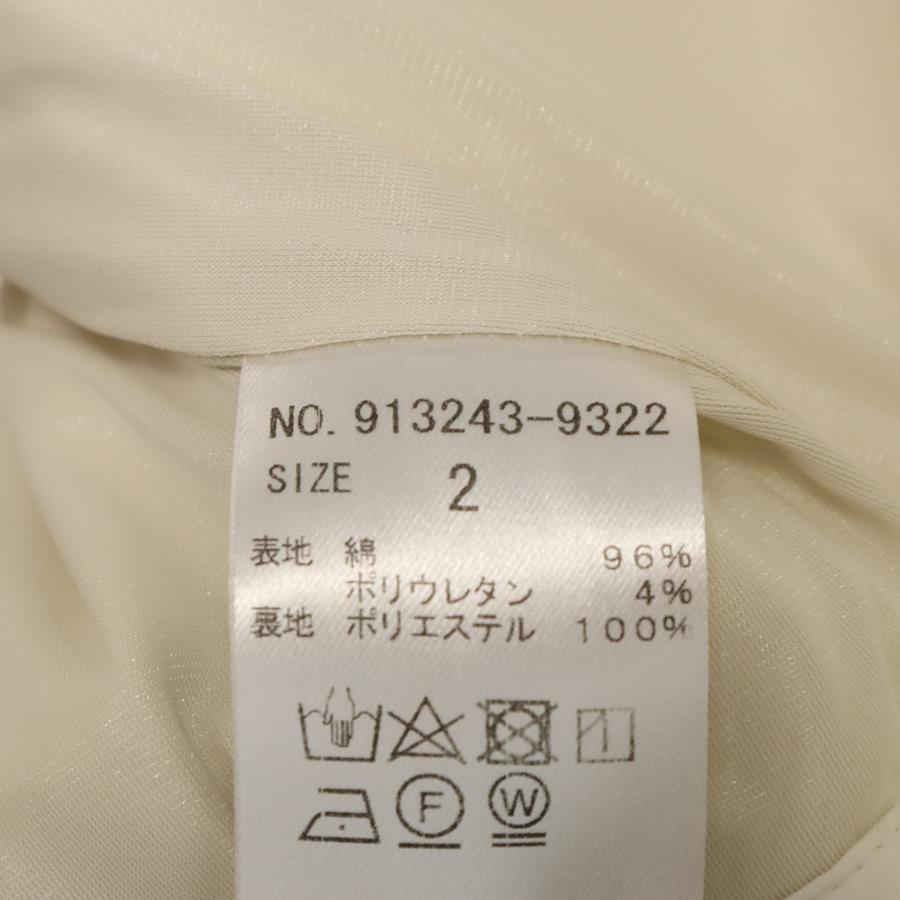 NO. 913243-9322
SIZE 2
表地 綿 96%
ポリウレタン 4%
裏地 ポリエステル 100%
F W